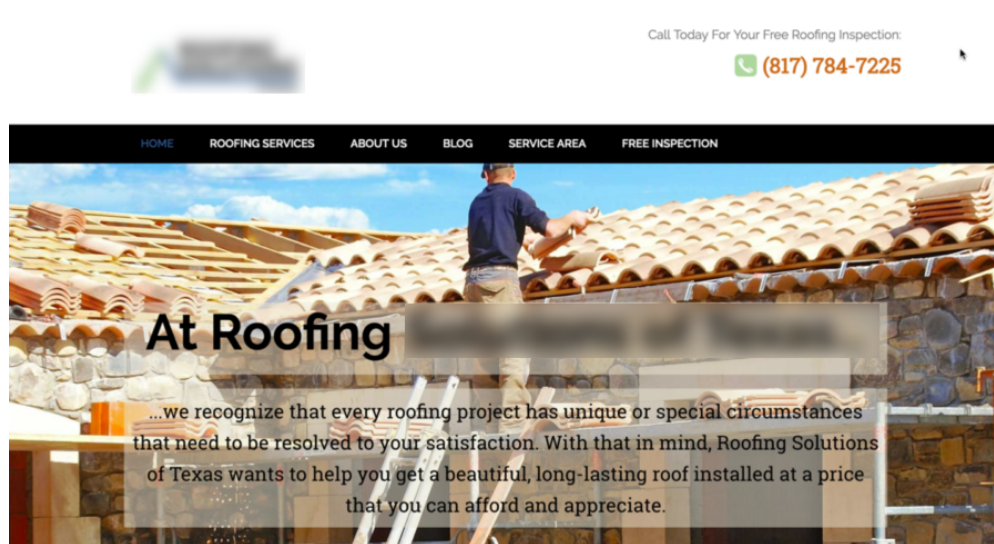 Call Today For Your Free Roofing Inspection:
(817) 784-7225
HOME ROOFING SERVICES ABOUT US BLOG SERVICE AREA FREE INSPECTION
At Roofing
...we recognize that every roofing project has unique or special circumstances
that need to be resolved to your satisfaction. With that in mind, Roofing Solutions
of Texas wants to help you get a beautiful, long-lasting roof installed at a price
that you can afford and appreciate.